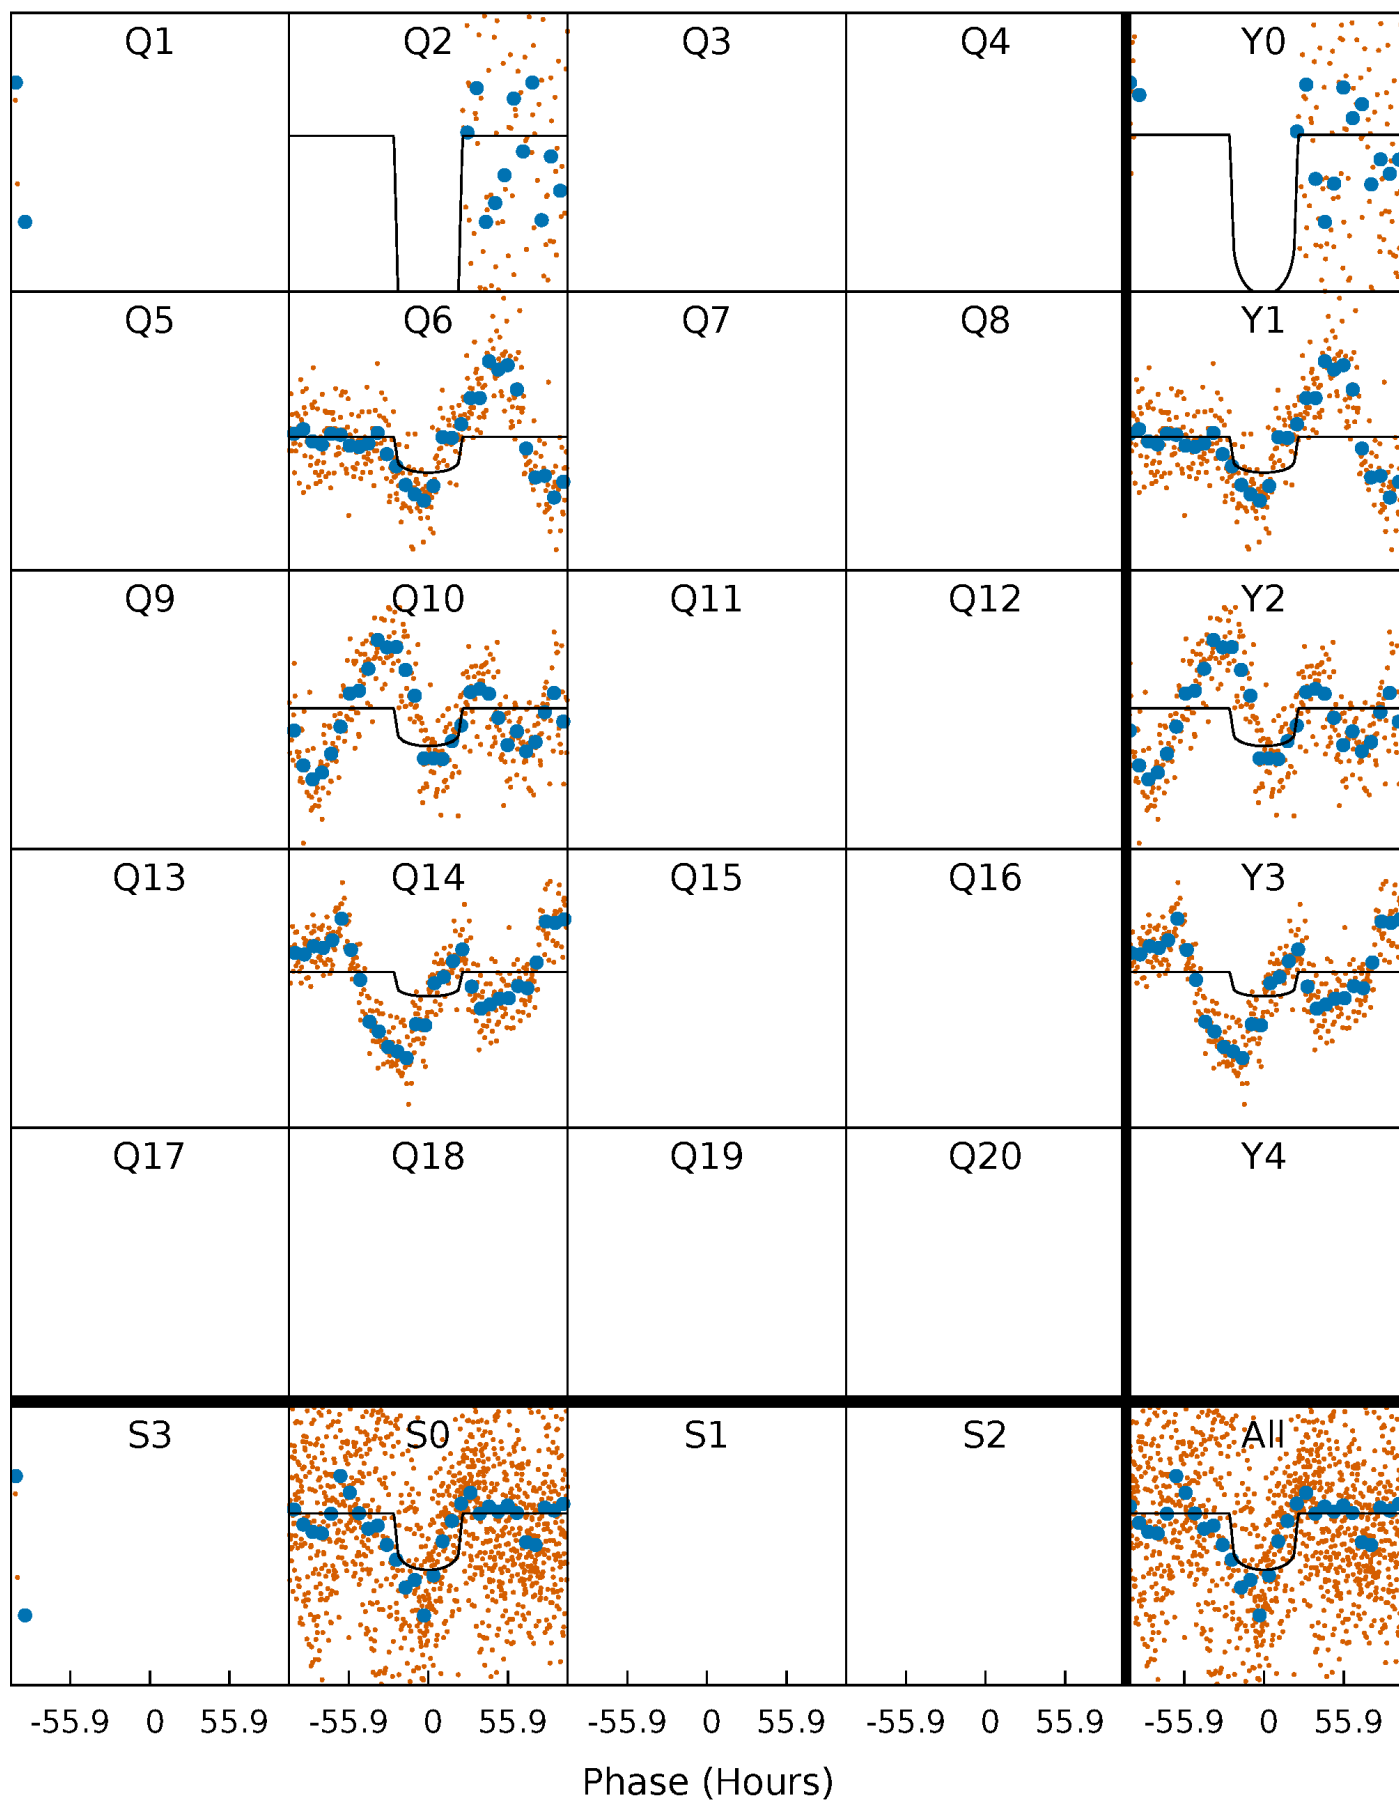 Q1 Q2 Q3 Q4 Y0
Q5 Q6 Q7 Q8 Y1
Q9 Q10 Q11 Q12 Y2
Q13 Q14 Q15 Q16 Y3
Q17 Q18 Q19 Q20 Y4
S3 S0 S1 S2 All
-55.9 0 55.9 -55.9 0 55.9 -55.9 0 55.9 -55.9 0 55.9 -55.9 0 55.9
Phase (Hours)